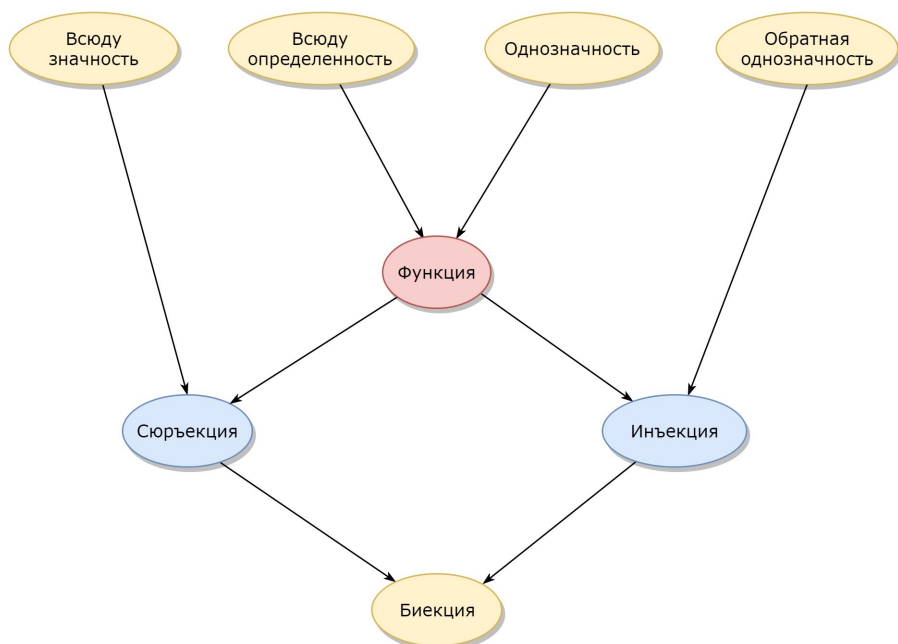 Всюду
значность
Всюду
определенность
Однозначность
Обратная
однозначность
Функция
Сюръекция
Инъекция
Биекция